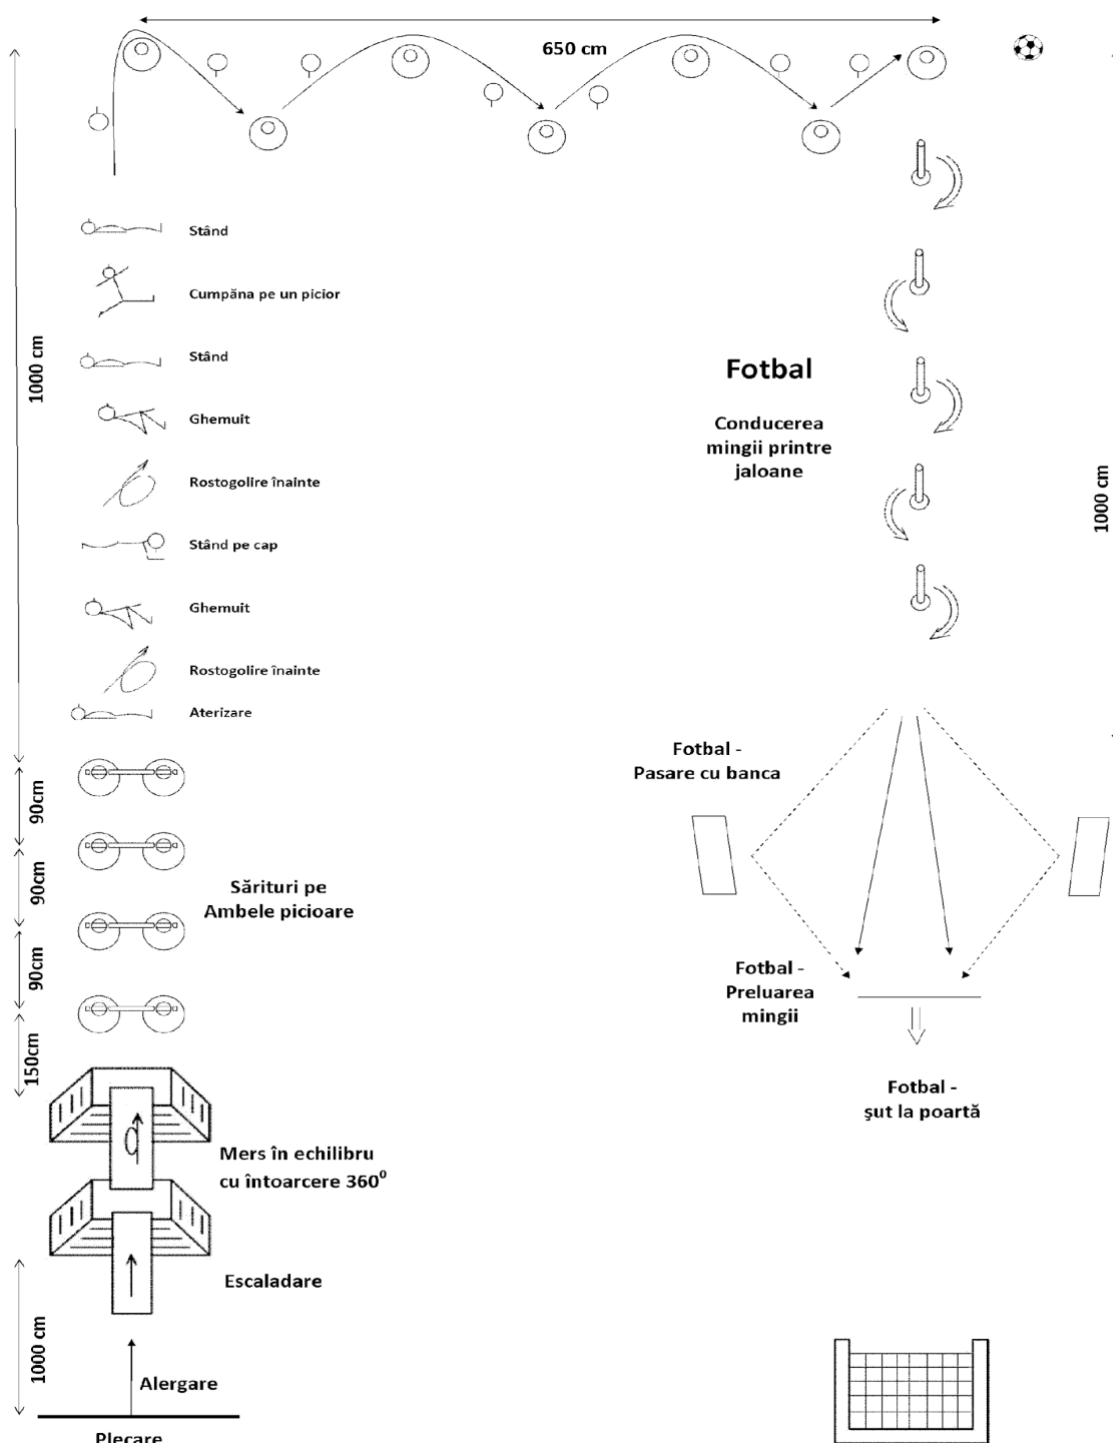 650 cm
Stând
Cumpăna pe un picior
Stând
Ghemuit
Rostogolire înainte
Stând pe cap
Ghemuit
Rostogolire înainte
Aterizare
1000 cm
90cm
90cm
90cm
150cm
1000 cm
Sărituri pe
Ambele picioare
Mers în echilibru
cu întoarcere 360⁰
Escaladare
Alergare
Plecare
Fotbal
Conducerea
mingii printre
jaloane
1000 cm
Fotbal -
Pasare cu banca
Fotbal -
Preluarea
mingii
Fotbal -
șut la poartă